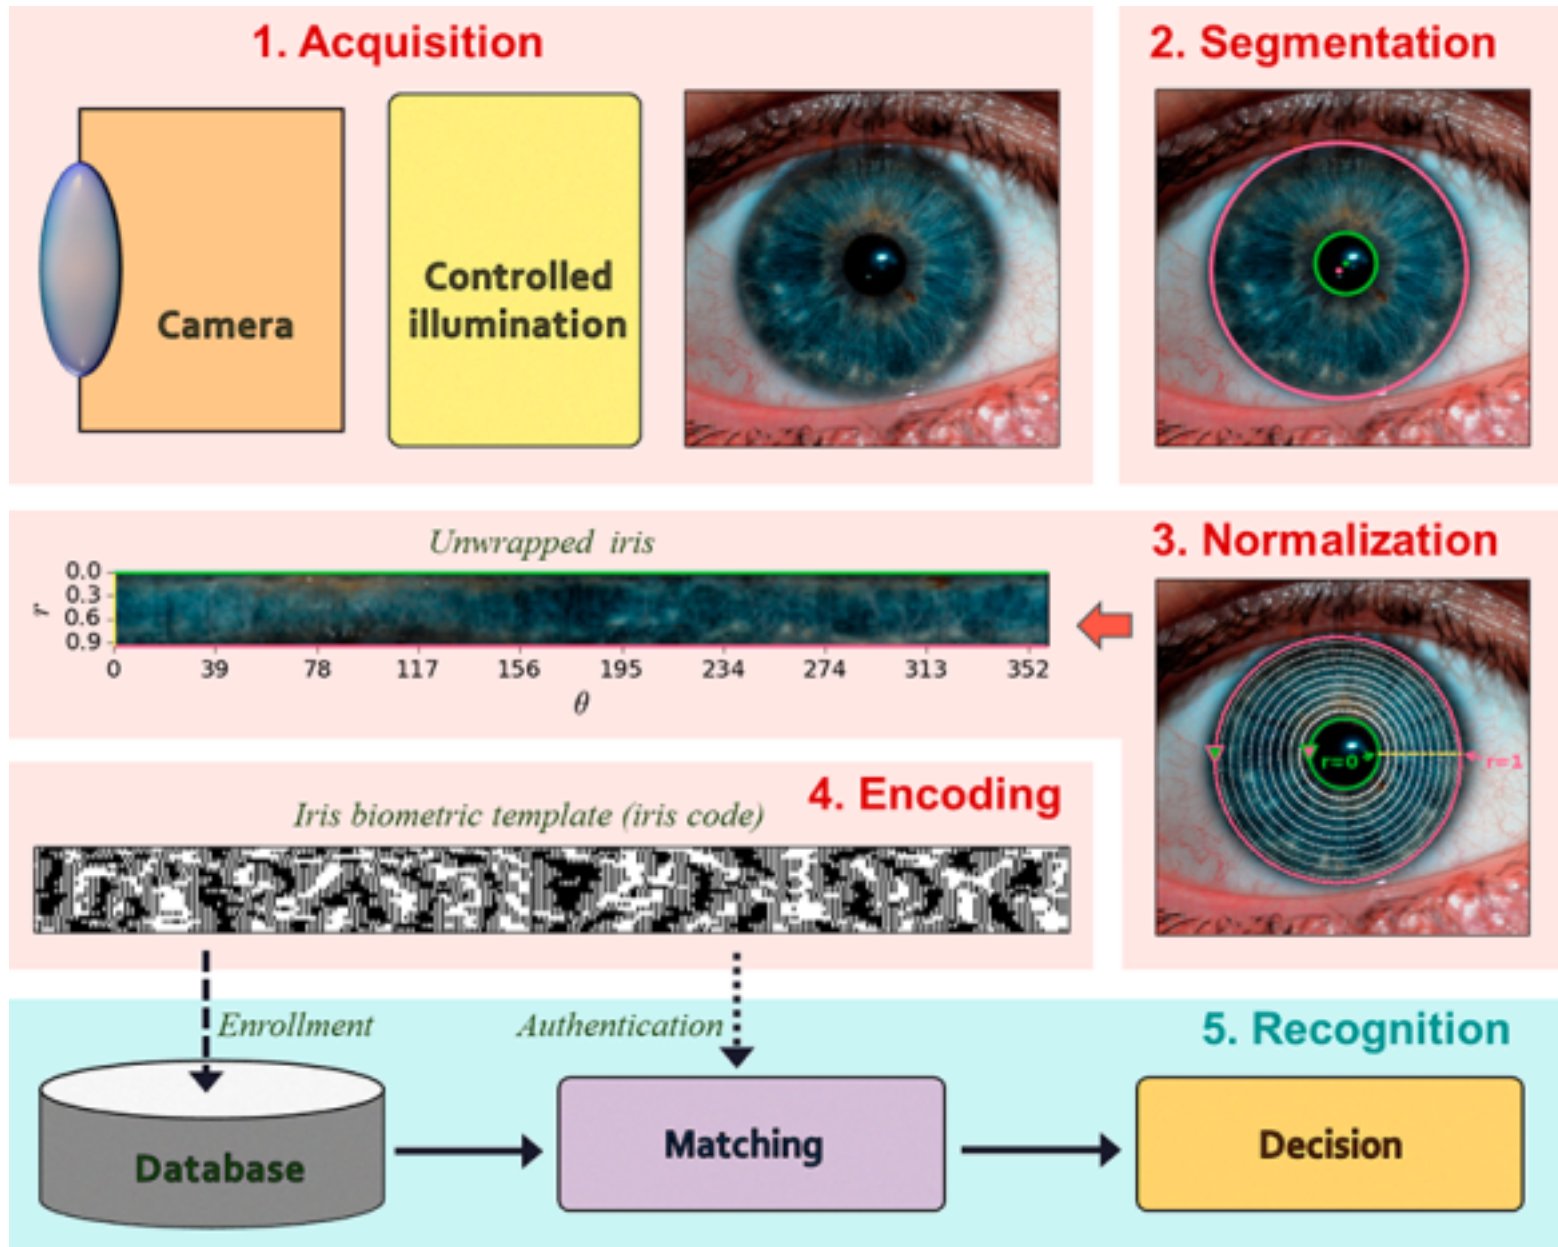 1. Acquisition
Camera
Controlled
illumination
2. Segmentation
Unwrapped iris
0.0
0.3
0.6
0.9
r
0 39 78 117 156 195 234 274 313 352
θ
3. Normalization
r=0
r=1
4. Encoding
Iris biometric template (iris code)
Enrollment
Authentication
5. Recognition
Database
Matching
Decision